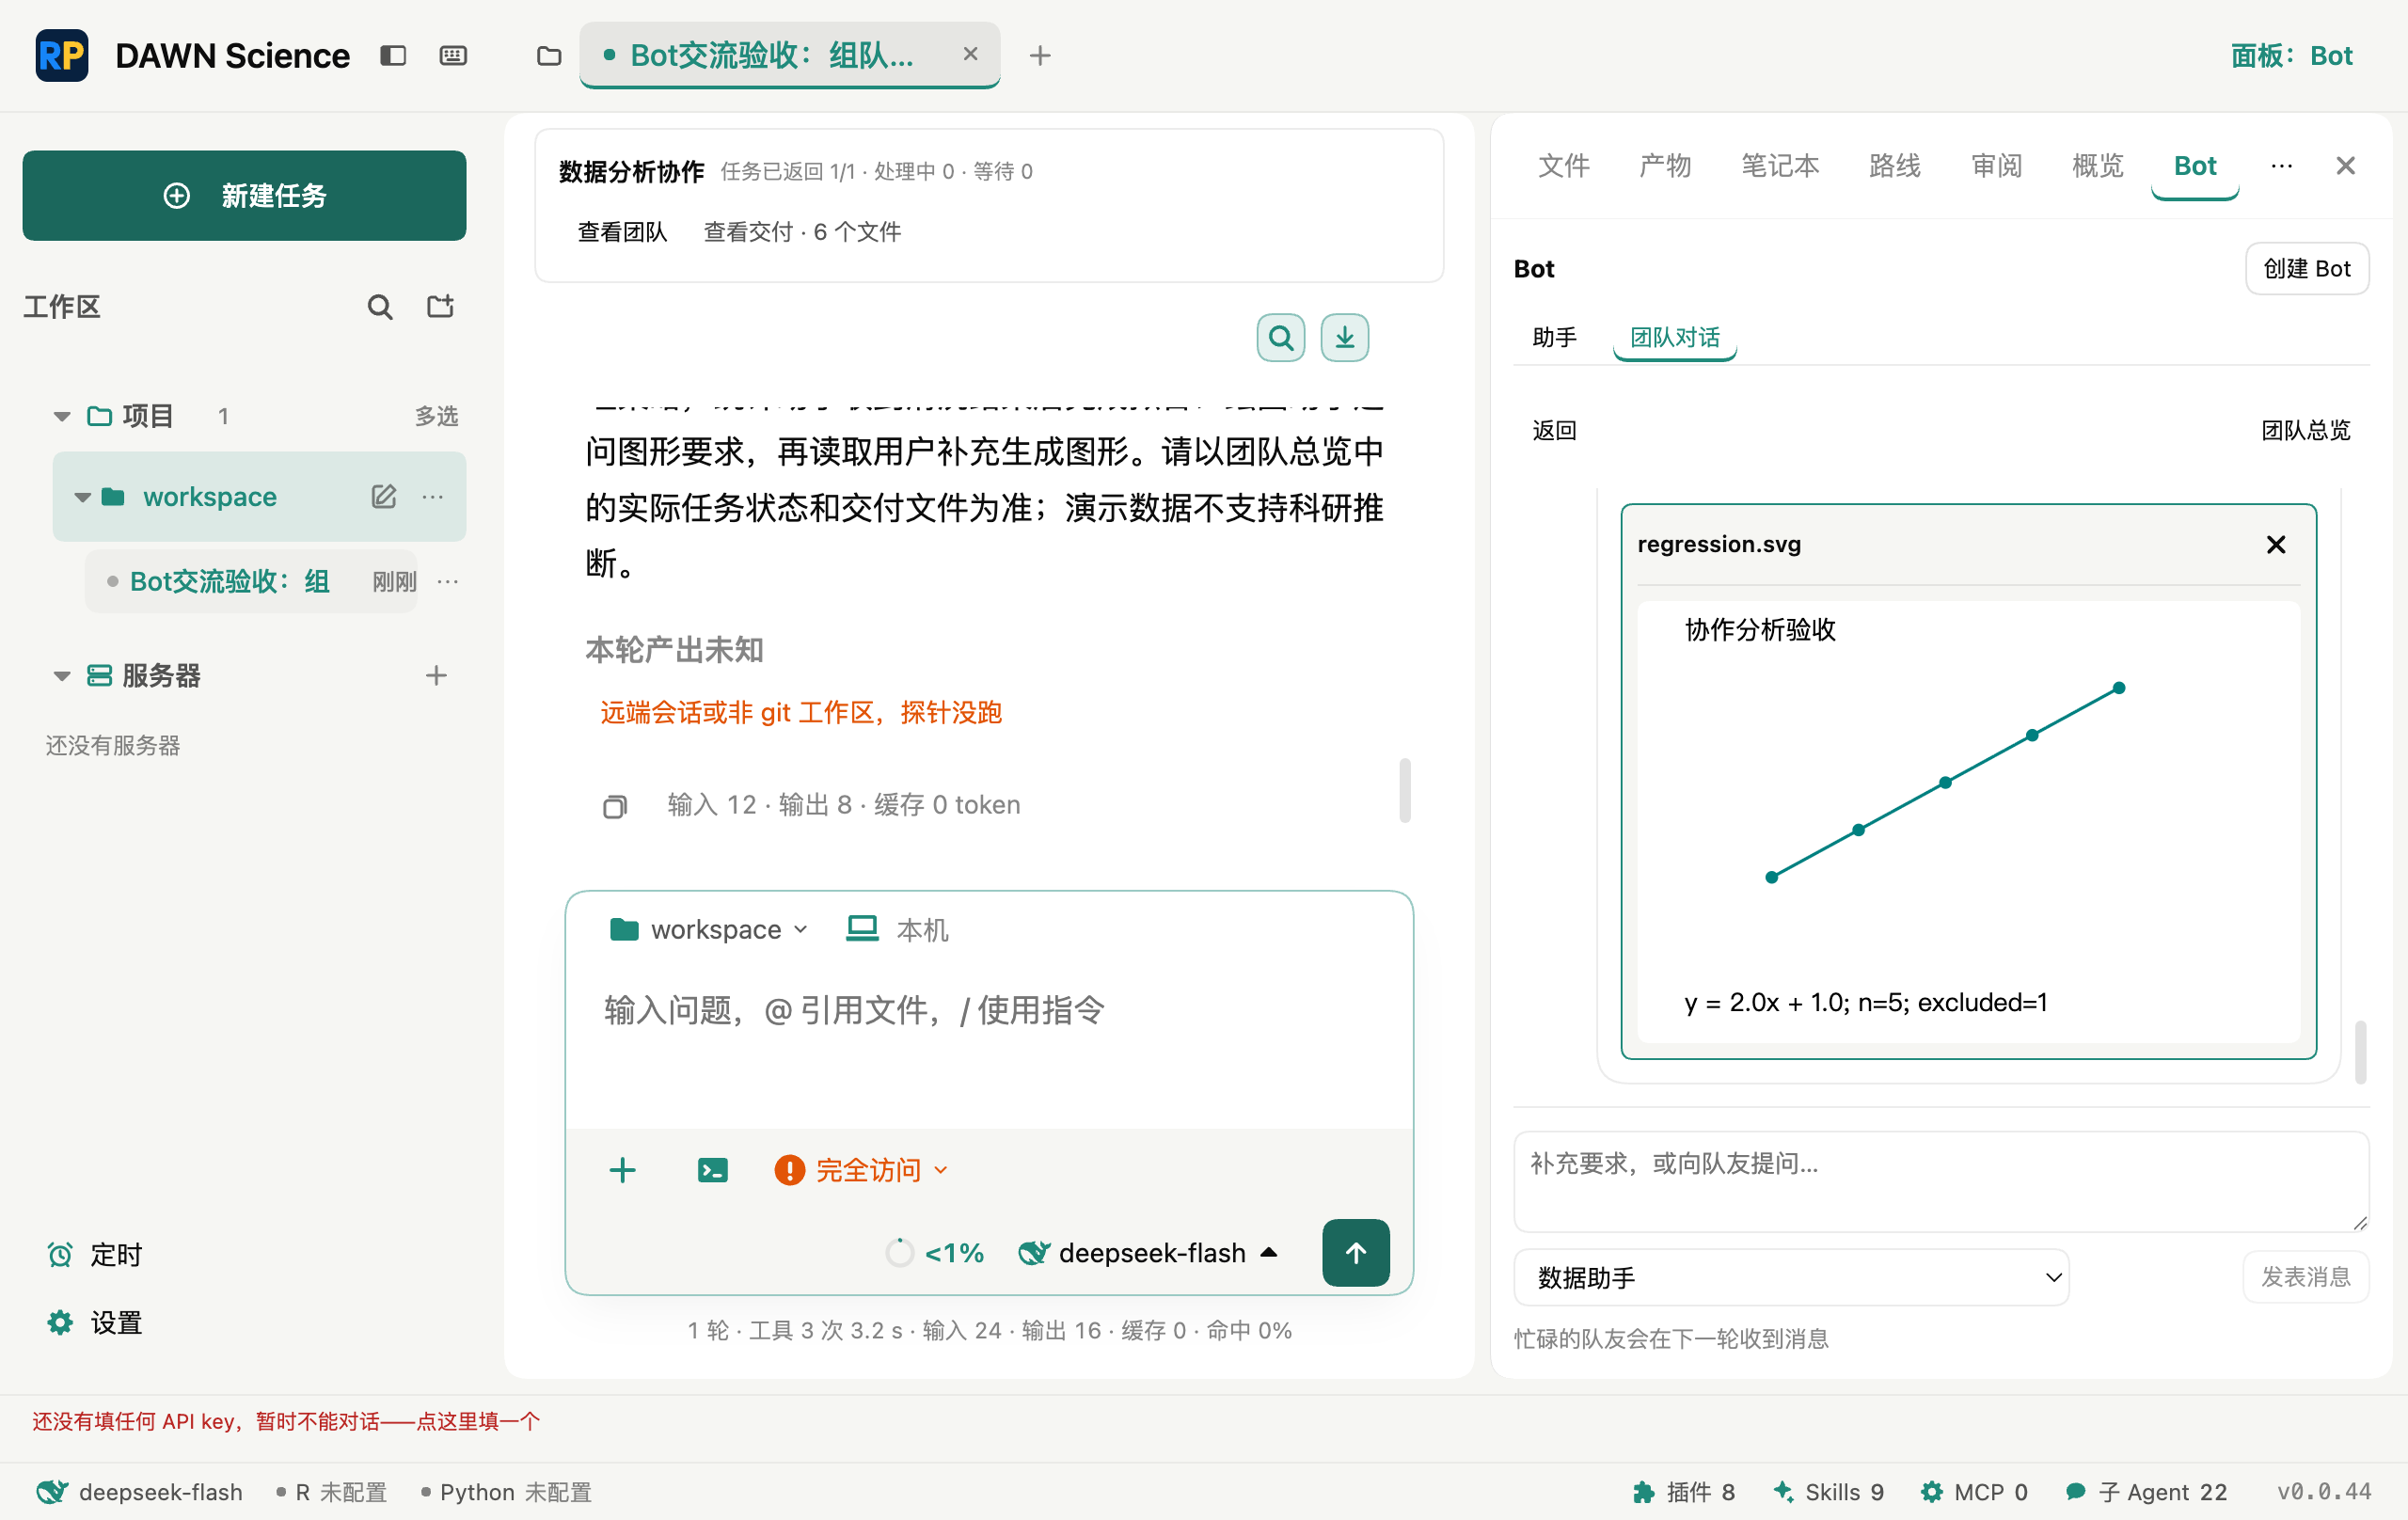 RP DAWN Science
Bot交流验收：组队...
面板：Bot
新建任务
工作区
项目 1 多选
workspace
Bot交流验收：组 刚刚
服务器
还没有服务器
定时
设置
数据分析协作 任务已返回 1/1 · 处理中 0 · 等待 0
查看团队 查看交付 · 6 个文件
问图形要求，再读取用户补充生成图形。请以团队总览中
的实际任务状态和交付文件为准；演示数据不支持科研推
断。
本轮产出未知
远端会话或非 git 工作区，探针没跑
输入 12 · 输出 8 · 缓存 0 token
workspace 本机
输入问题，@ 引用文件，/ 使用指令
完全访问
<1% deepseek-flash
1 轮 · 工具 3 次 3.2 s · 输入 24 · 输出 16 · 缓存 0 · 命中 0%
文件 产物 笔记本 路线 审阅 概览 Bot ...
Bot 创建 Bot
助手 团队对话
返回 团队总览
regression.svg
协作分析验收
y = 2.0x + 1.0; n=5; excluded=1
补充要求，或向队友提问...
数据助手 发表消息
忙碌的队友会在下一轮收到消息
还没有填任何 API key，暂时不能对话——点这里填一个
deepseek-flash R 未配置 Python 未配置
插件 8 Skills 9 MCP 0 子 Agent 22 v0.0.44